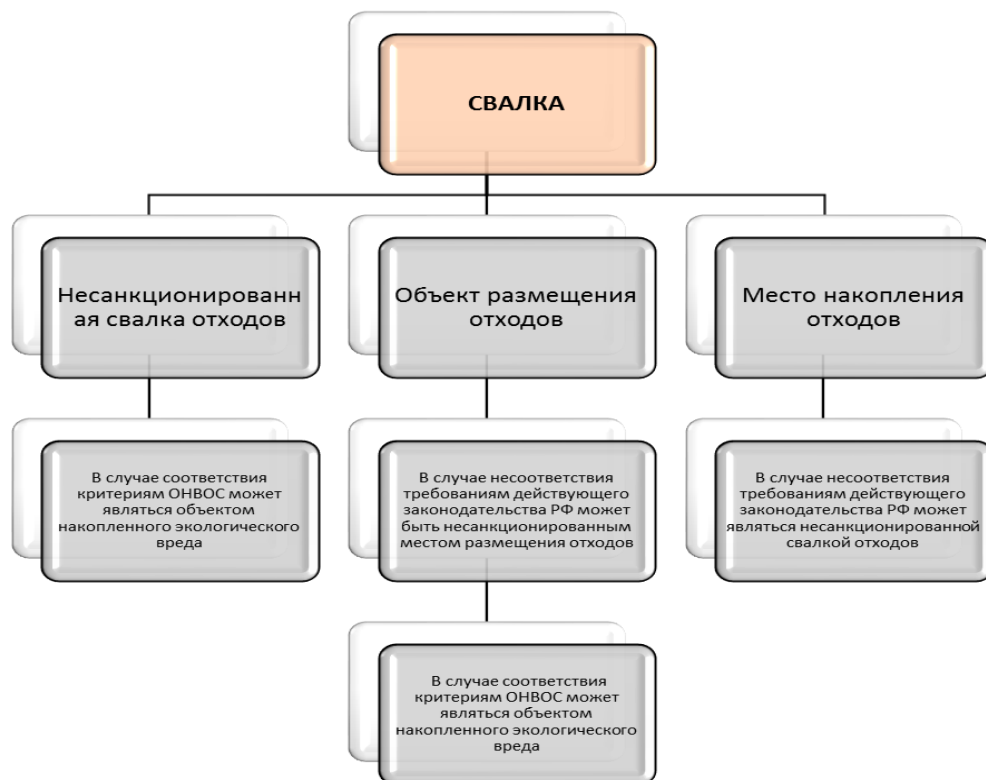 СВАЛКА
Несанкционированн
ая свалка отходов
Объект размещения
отходов
Место накопления
отходов
В случае соответствия
критериям ОНВОС может
являться объектом
накопленного экологического
вреда
В случае несоответствия
требованиям действующего
законодательства РФ может
быть несанкционированным
местом размещения отходов
В случае несоответствия
требованиям действующего
законодательства РФ может
являться несанкционированной
свалкой отходов
В случае соответствия
критериям ОНВОС может
являться объектом
накопленного экологического
вреда